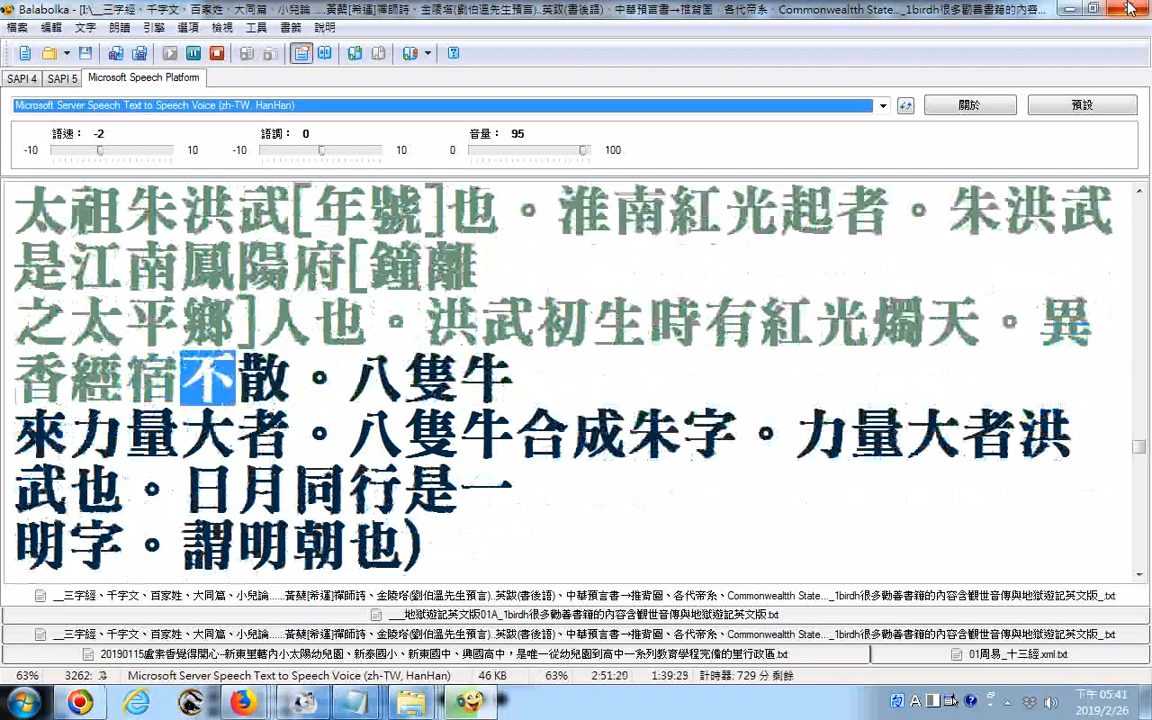 Balabolka - [I:\__三字經、千字文、百家姓、大同篇、小兒論.....黃蘗[希運]禪師詩、金陵塔(劉伯溫先生預言)..英跋(書後語)、中華預言書→推背圖、各代帝系、Commonwealtth State..._1birdh很多勸善書籍的內容...
檔案 編輯 文字 朗讀 引擎 選項 檢視 工具 書籤 說明
SAPI 4 SAPI 5 Microsoft Speech Platform
Microsoft Server Speech Text to Speech Voice (zh-TW, HanHan) 關於 預設
語速： -2 語調： 0 音量： 95
-10 10 -10 10 0 100
太祖朱洪武[年號]也。淮南紅光起者。朱洪武
是江南鳳陽府[鐘離
之太平鄉]人也。洪武初生時有紅光燭天。異
香經宿不散。八隻牛
來力量大者。八隻牛合成朱字。力量大者洪
武也。日月同行是一
明字。謂明朝也)
__三字經、千字文、百家姓、大同篇、小兒論.....黃蘗[希運]禪師詩、金陵塔(劉伯溫先生預言)..英跋(書後語)、中華預言書→推背圖、各代帝系、Commonwealth State..._1birdh很多勸善書籍的內容含觀世音傳與地獄遊記英文版_.txt
___地獄遊記英文版01A_1birdh很多勸善書籍的內容含觀世音傳與地獄遊記英文版.txt
__三字經、千字文、百家姓、大同篇、小兒論.....黃蘗[希運]禪師詩、金陵塔(劉伯溫先生預言)..英跋(書後語)、中華預言書→推背圖、各代帝系、Commonwealth State..._1birdh很多勸善書籍的內容含觀世音傳與地獄遊記英文版_.txt
20190115盧素香覺得開心--新東里轄內小太陽幼兒園、新泰國小、新東國中、興國高中，是唯一從幼兒園到高中一系列教育學程完備的里行政區.txt 01周易_十三經.xml.txt
63% 3262: 3 Microsoft Server Speech Text to Speech Voice (zh-TW, HanHan) 46 KB 63% 2:51:20 1:39:28 計時器： 729 分 剩餘
下午 05:41
2019/2/26